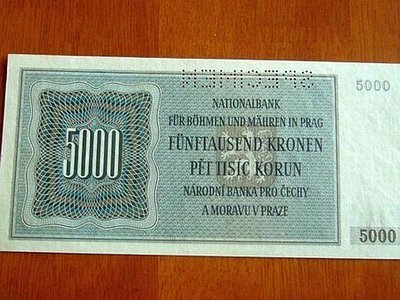 SPECIMEN
5000
NATIONALBANK
FÜR BÖHMEN UND MÄHREN IN PRAG
FÜNFTAUSEND KRONEN
5000
PĚT TISÍC KORUN
NÁRODNÍ BANKA PRO ČECHY
A MORAVU V PRAZE
5000